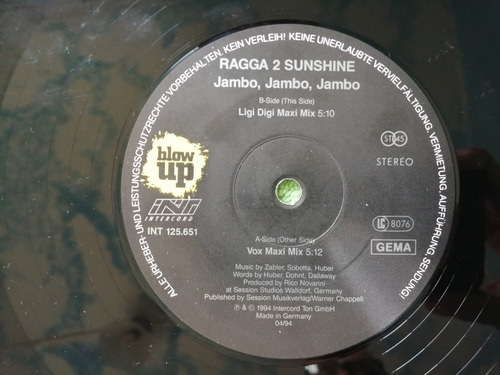 ALLE URHEBER- UND LEISTUNGSSCHUTZRECHTE VORBEHALTEN. KEIN VERLEIH! KEINE UNERLAUBTE VERVIELFÄLTIGUNG, VERMIETUNG, AUFFÜHRUNG, SENDUNG!
RAGGA 2 SUNSHINE
Jambo, Jambo, Jambo
B-Side (This Side)
Ligi Digi Maxi Mix 5:10
blow
up
INT
INTERCORD
INT 125.651
ST45
STEREO
LC 8076
GEMA
A-Side (Other Side)
Vox Maxi Mix 5:12
Music by Zabler, Sobotta, Huber
Words by Huber, Dohnt, Dallaway
Produced by Rico Novarini
at Session Studios Walldorf, Germany
Published by Session Musikverlag/Warner Chappell
℗ & © 1994 Intercord Ton GmbH
Made in Germany
04/94